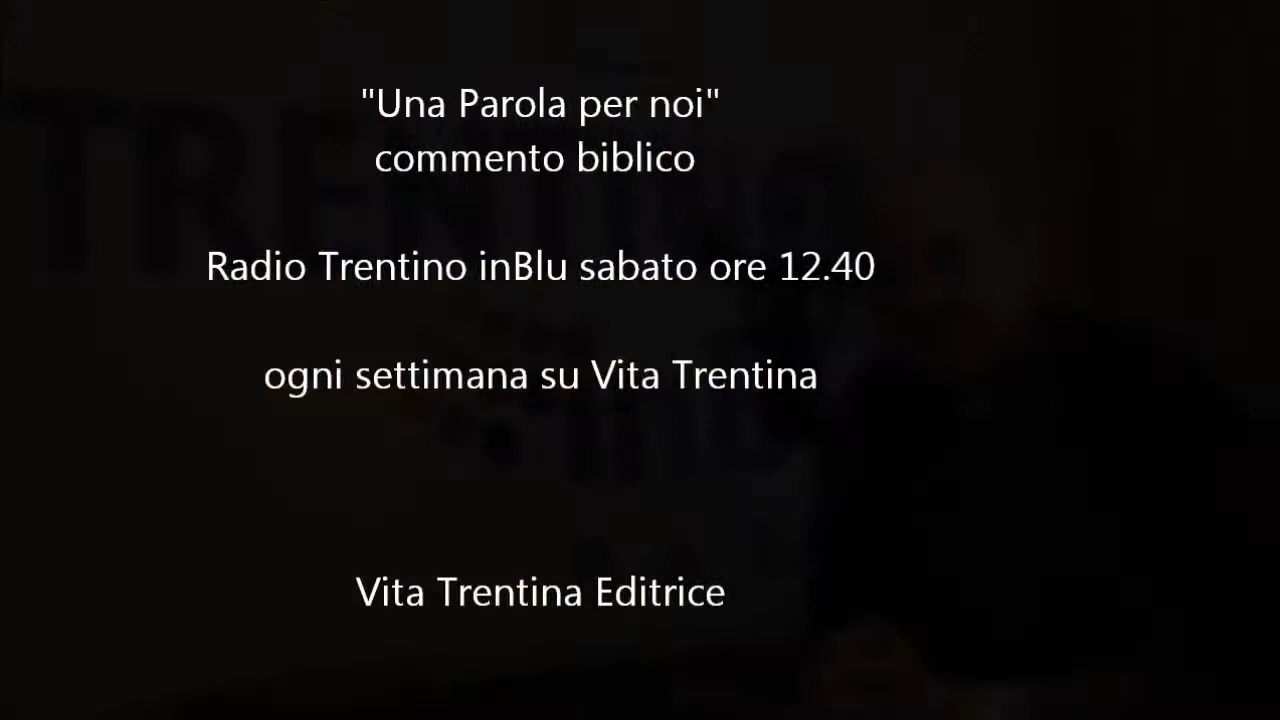 "Una Parola per noi"
commento biblico
Radio Trentino inBlu sabato ore 12.40
ogni settimana su Vita Trentina
Vita Trentina Editrice
TRENTINO